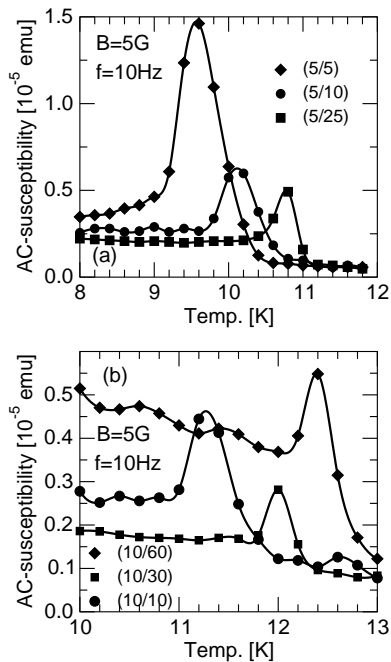 1.5
B=5G
f=10Hz
(5/5)
(5/10)
(5/25)
1.0
0.5
0.0
(a)
AC-susceptibility [10⁻⁵ emu]
8 9 10 11 12
Temp. [K]
(b)
0.5
0.4
B=5G
f=10Hz
0.3
0.2
0.1
0.0
(10/60)
(10/30)
(10/10)
AC-susceptibility [10⁻⁵ emu]
10 11 12 13
Temp. [K]